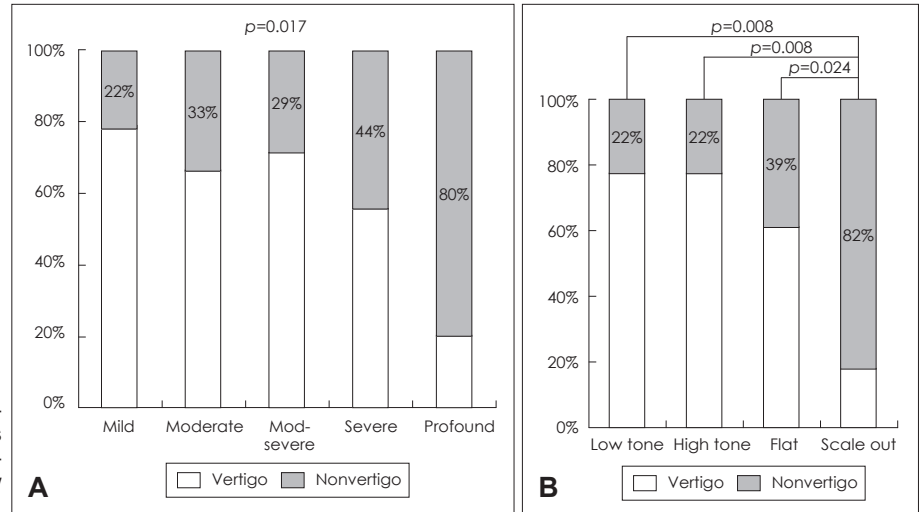 p=0.017
100%
80%
60%
40%
20%
0%
22%
33%
29%
44%
80%
Mild Moderate Mod-severe Severe Profound
Vertigo Nonvertigo
A
p=0.008
p=0.008
p=0.024
100%
80%
60%
40%
20%
0%
22%
22%
39%
82%
Low tone High tone Flat Scale out
Vertigo Nonvertigo
B